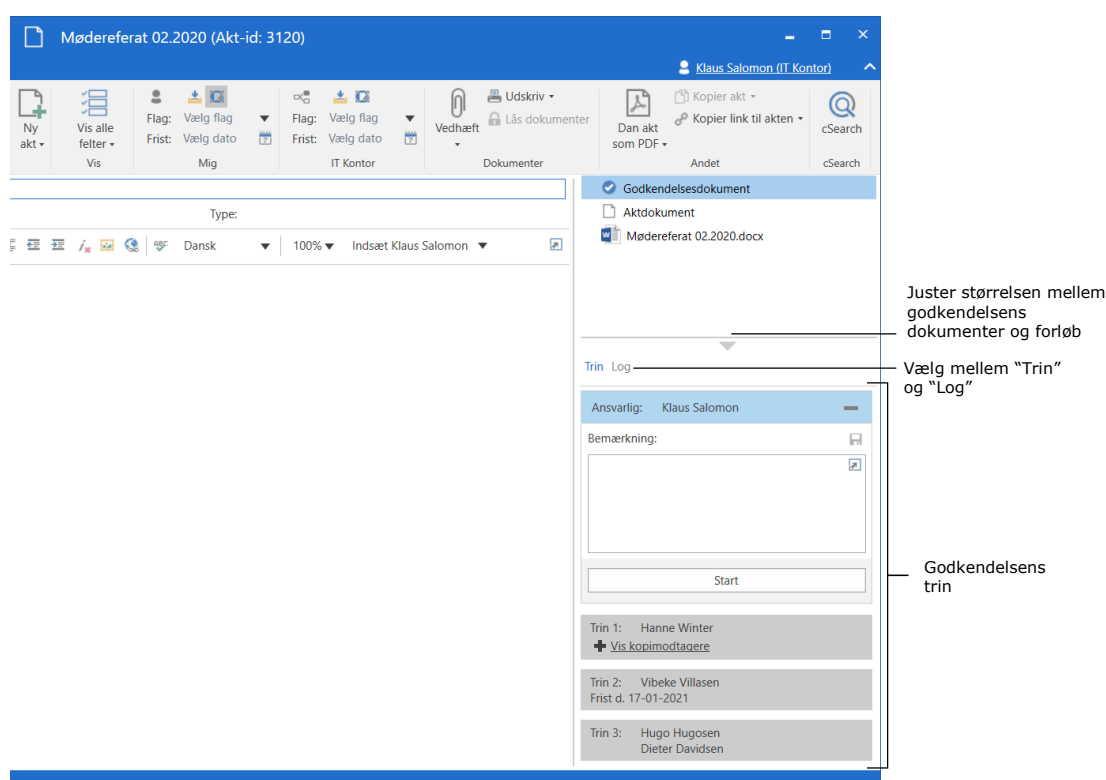 Mødereferat 02.2020 (Akt-id: 3120)
Klaus Salomon (IT Kontor)
Ny
akt
Vis alle
felter
Vis
Flag: Vælg flag
Frist: Vælg dato
Mig
Flag: Vælg flag
Frist: Vælg dato
IT Kontor
Vedhæft
Udskriv
Lås dokumenter
Dokumenter
Dan akt
som PDF
Kopier akt
Kopier link til akten
Andet
cSearch
cSearch
Type:
ABC Dansk 100% Indsæt Klaus Salomon
Godkendelsesdokument
Aktdokument
Mødereferat 02.2020.docx
Juster størrelsen mellem
godkendelsens
dokumenter og forløb
Trin Log
Vælg mellem “Trin”
og “Log”
Ansvarlig: Klaus Salomon
Bemærkning:
Start
Godkendelsens
trin
Trin 1: Hanne Winter
Vis kopimodtagere
Trin 2: Vibeke Villasen
Frist d. 17-01-2021
Trin 3: Hugo Hugosen
Dieter Davidsen